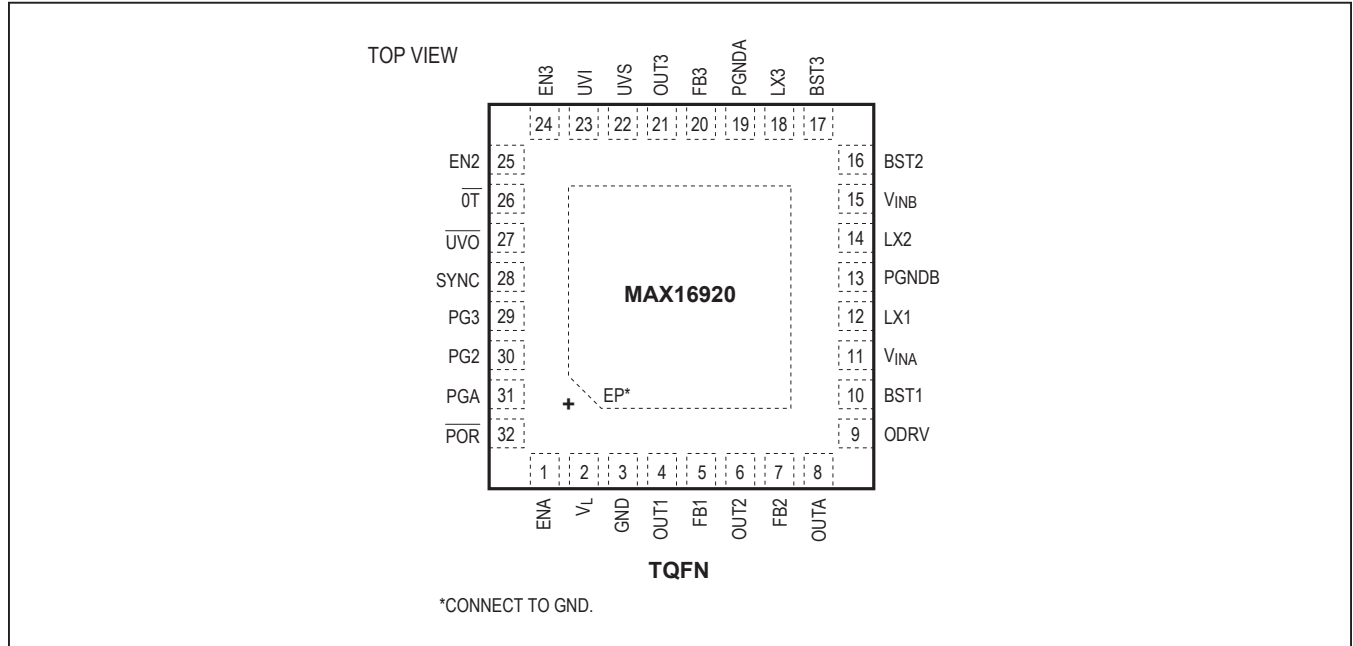 TOP VIEW
EN3 UVI UVS OUT3 FB3 PGNDA LX3 BST3
24 23 22 21 20 19 18 17
EN2 25
0T 26
UVO 27
SYNC 28
PG3 29
PG2 30
PGA 31
POR 32
16 BST2
15 VINB
14 LX2
13 PGNDB
12 LX1
11 VINA
10 BST1
9 ODRV
MAX16920
+ EP*
1 2 3 4 5 6 7 8
ENA VL GND OUT1 FB1 OUT2 FB2 OUTA
TQFN
*CONNECT TO GND.